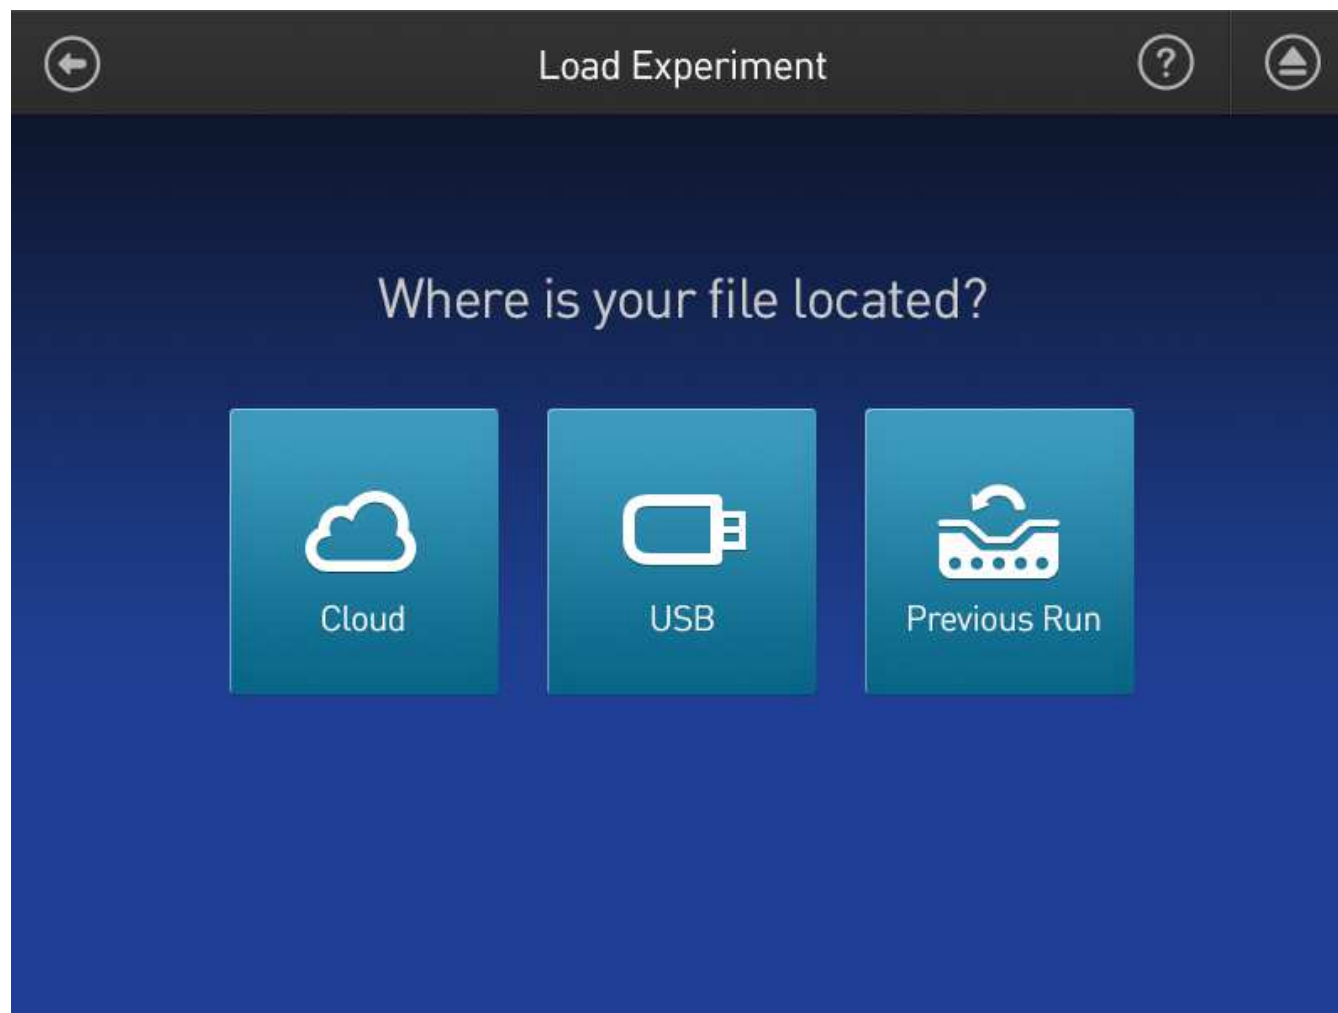 Load Experiment
?
Where is your file located?
Cloud
USB
Previous Run